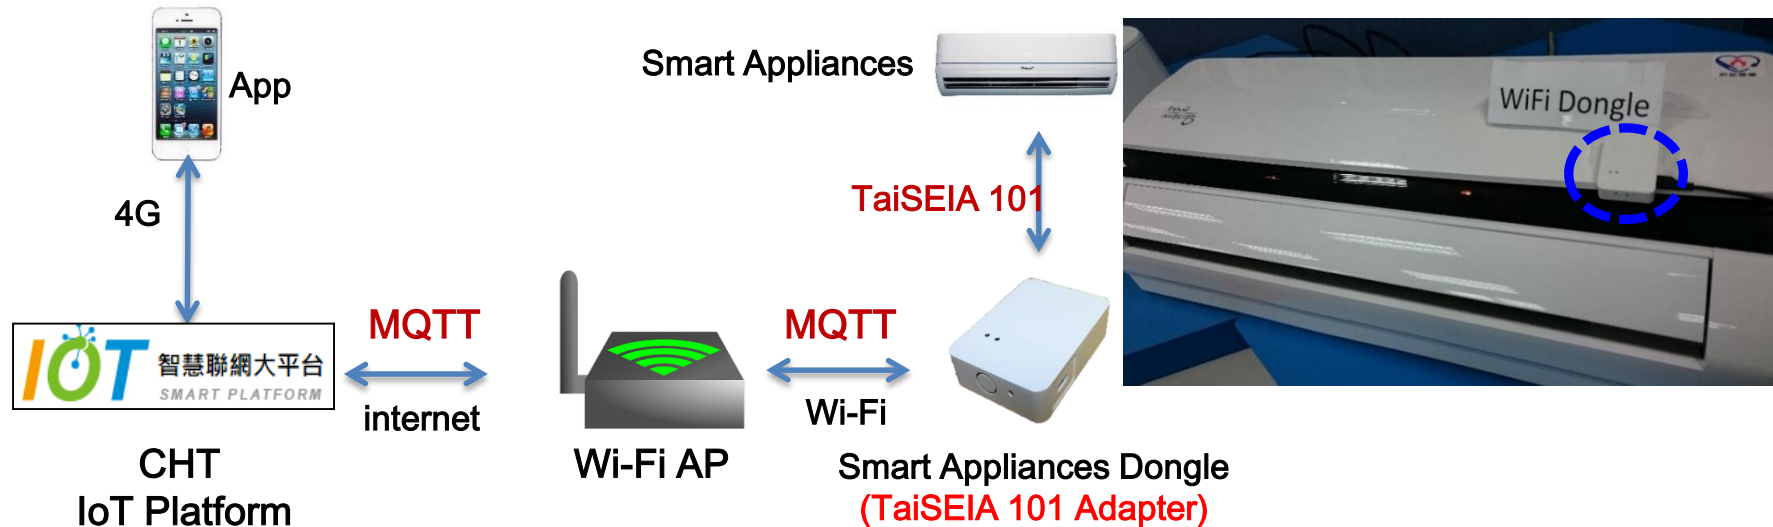 App
4G
IOT 智慧聯網大平台
SMART PLATFORM
CHT
IoT Platform
MQTT
internet
Wi-Fi AP
MQTT
Wi-Fi
Smart Appliances
TaiSEIA 101
Smart Appliances Dongle
(TaiSEIA 101 Adapter)
WiFi Dongle